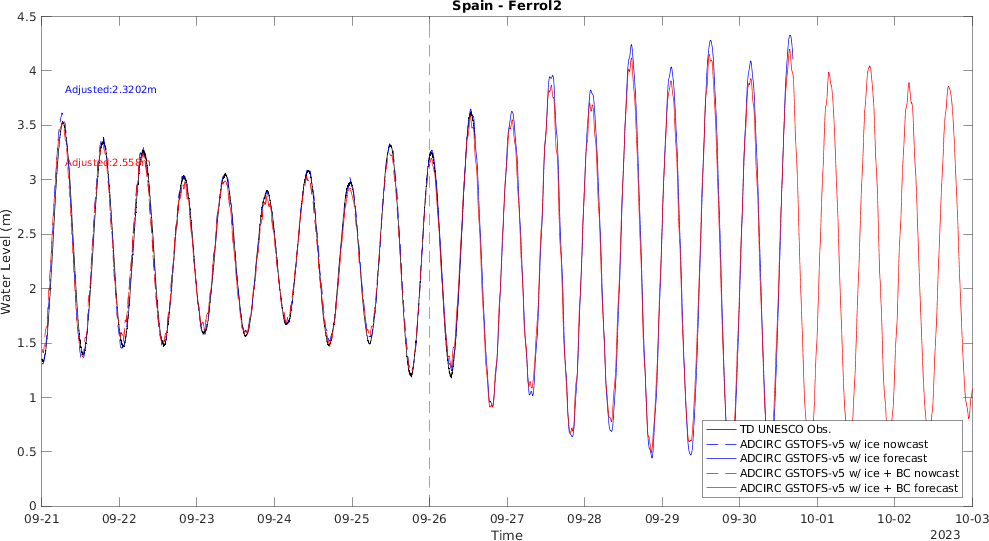 Spain - Ferrol2
4.5
4
3.5
3
2.5
2
1.5
1
0.5
0
Water Level (m)
Adjusted:2.3202m
Adjusted:2.558m
TD UNESCO Obs.
ADCIRC GSTOFS-v5 w/ ice nowcast
ADCIRC GSTOFS-v5 w/ ice forecast
ADCIRC GSTOFS-v5 w/ ice + BC nowcast
ADCIRC GSTOFS-v5 w/ ice + BC forecast
09-21 09-22 09-23 09-24 09-25 09-26 09-27 09-28 09-29 09-30 10-01 10-02 10-03
Time
2023